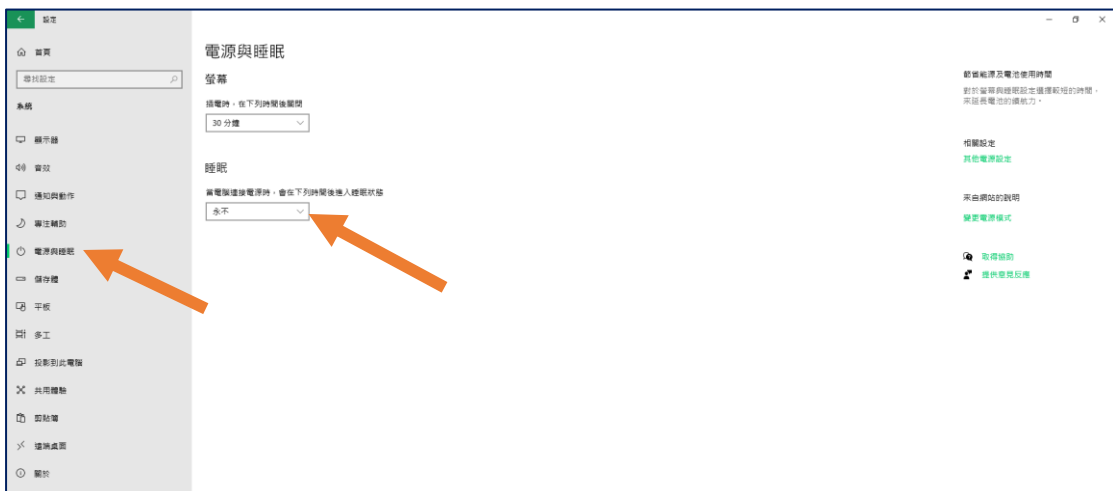 設定
首頁
尋找設定
系統
顯示器
音效
通知與動作
專注輔助
電源與睡眠
儲存體
平板
多工
投影到此電腦
共用體驗
剪貼簿
遠端桌面
關於
電源與睡眠
螢幕
插電時，在下列時間後關閉
30 分鐘
睡眠
當電腦連接電源時，會在下列時間後進入睡眠狀態
永不
節省能源及電池使用時間
對於螢幕與睡眠設定選擇較短的時間，
來延長電池的續航力。
相關設定
其他電源設定
來自網站的說明
變更電源模式
取得協助
提供意見反應